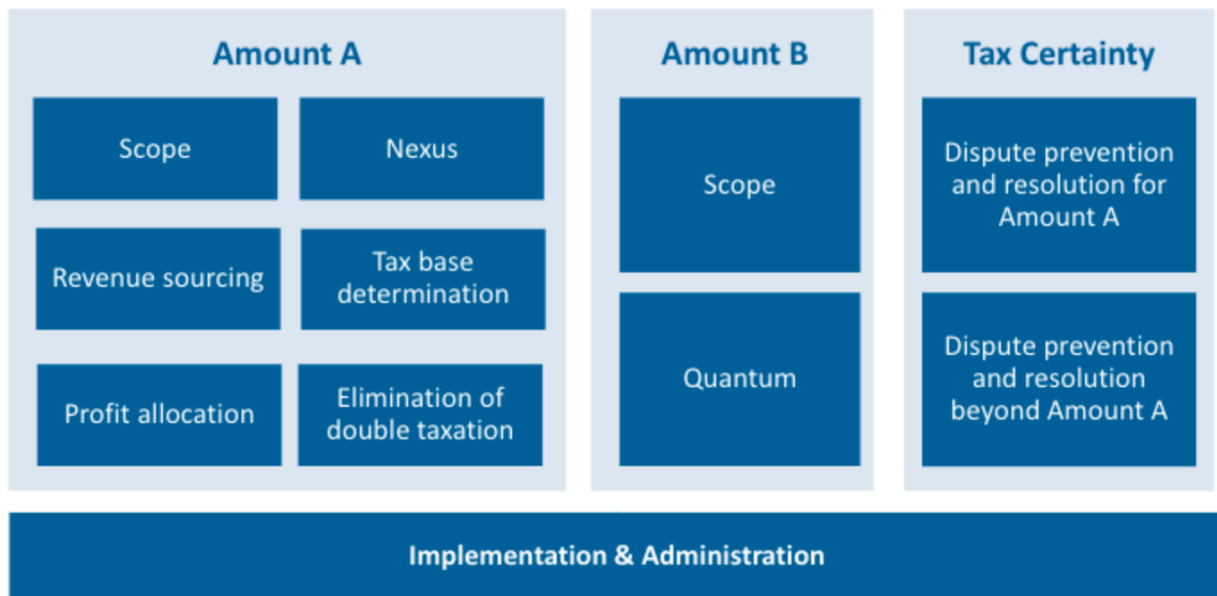 Amount A
Scope
Nexus
Revenue sourcing
Tax base
determination
Profit allocation
Elimination of
double taxation
Amount B
Scope
Quantum
Tax Certainty
Dispute prevention
and resolution for
Amount A
Dispute prevention
and resolution
beyond Amount A
Implementation & Administration